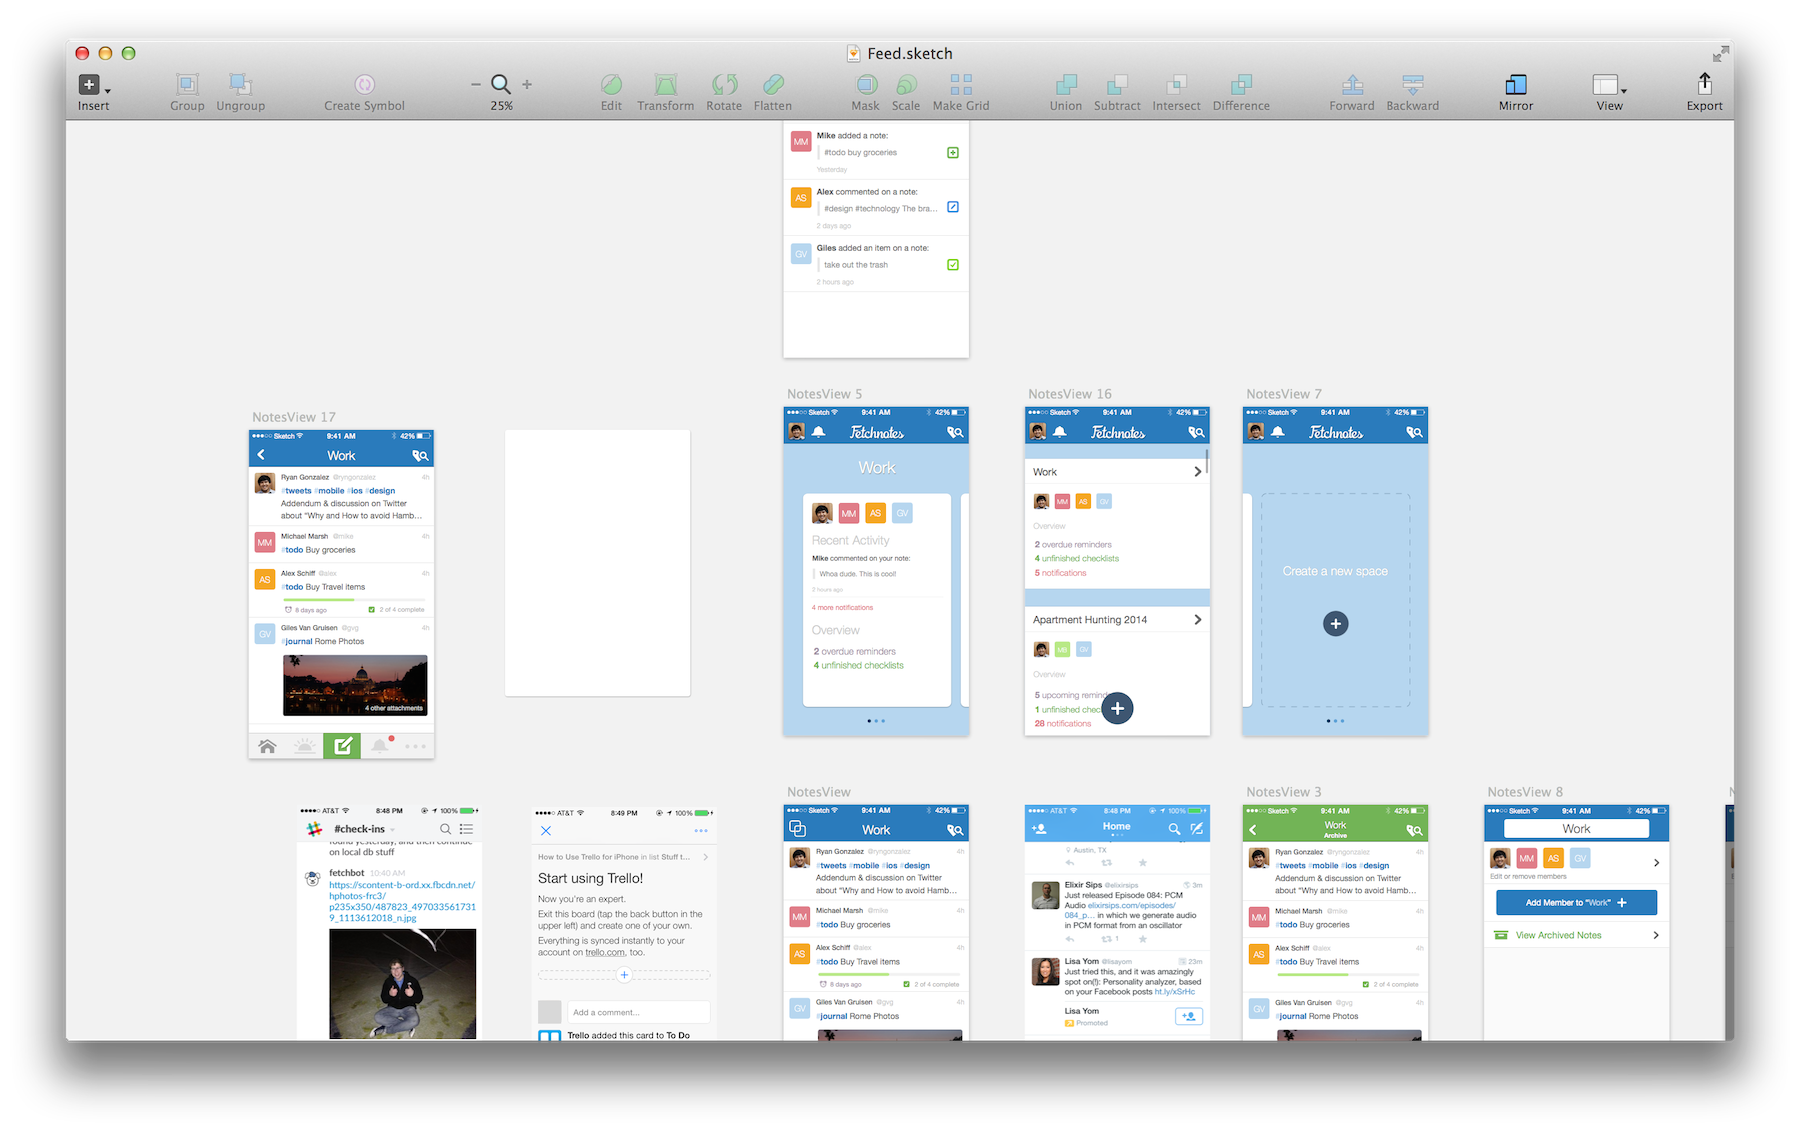 Feed.sketch
Insert
Group
Ungroup
Create Symbol
25%
Edit
Transform
Rotate
Flatten
Mask
Scale
Make Grid
Union
Subtract
Intersect
Difference
Forward
Backward
Mirror
View
Export
MM
Mike added a note:
#todo buy groceries
Yesterday
AS
Alex commented on a note:
#design #technology The bra...
2 days ago
GV
Giles added an item on a note:
take out the trash
2 hours ago
NotesView 17
Sketch 9:41 AM 42%
Work
Ryan Gonzalez @ryngonzalez 4h
#tweets #mobile #ios #design
Addendum & discussion on Twitter
about "Why and How to avoid Hamb...
MM
Michael Marsh @mike 4h
#todo Buy groceries
AS
Alex Schiff @alex 4h
#todo Buy Travel items
8 days ago 2 of 4 complete
GV
Giles Van Gruisen @gvg 4h
#journal Rome Photos
4 other attachments
NotesView 5
Sketch 9:41 AM 42%
Fetchnotes
Work
MM AS GV
Recent Activity
Mike commented on your note:
Whoa dude. This is cool!
2 hours ago
4 more notifications
Overview
2 overdue reminders
4 unfinished checklists
NotesView 16
Sketch 9:41 AM 42%
Fetchnotes
Work
MM AS GV
Overview
2 overdue reminders
4 unfinished checklists
5 notifications
Apartment Hunting 2014
MB GV
Overview
5 upcoming remind
1 unfinished chec
28 notifications
NotesView 7
Sketch 9:41 AM 42%
Fetchnotes
Create a new space
AT&T 8:48 PM 100%
#check-ins
found yesterday, and then continue
on local db stuff
fetchbot 10:40 AM
https://scontent-b-ord.xx.fbcdn.net/
hphotos-frc3/
p235x350/487823_497033561731
9_1113612018_n.jpg
AT&T 8:49 PM 100%
How to Use Trello for iPhone in list Stuff t...
Start using Trello!
Now you're an expert.
Exit this board (tap the back button in the
upper left) and create one of your own.
Everything is synced instantly to your
account on trello.com, too.
Add a comment...
Trello added this card to To Do
NotesView
Sketch 9:41 AM 42%
Work
Ryan Gonzalez @ryngonzalez 4h
#tweets #mobile #ios #design
Addendum & discussion on Twitter
about "Why and How to avoid Hamb...
MM
Michael Marsh @mike 4h
#todo Buy groceries
AS
Alex Schiff @alex 4h
#todo Buy Travel items
8 days ago 2 of 4 complete
GV
Giles Van Gruisen @gvg 4h
#journal Rome Photos
AT&T 8:48 PM 100%
Home
Austin, TX
Elixir Sips @elixirsips 3m
Just released Episode 084: PCM
Audio elixirsips.com/episodes/
084_p... in which we generate audio
in PCM format from an oscillator
1
Lisa Yom @lisayom 23m
Just tried this, and it was amazingly
spot on(!): Personality analyzer, based
on your Facebook posts ht.ly/xSrHc
Lisa Yom
Promoted
NotesView 3
Sketch 9:41 AM 42%
Work
Archive
Ryan Gonzalez @ryngonzalez 4h
#tweets #mobile #ios #design
Addendum & discussion on Twitter
about "Why and How to avoid Hamb...
MM
Michael Marsh @mike 4h
#todo Buy groceries
AS
Alex Schiff @alex 4h
#todo Buy Travel items
2 of 4 complete
GV
Giles Van Gruisen @gvg 4h
#journal Rome Photos
NotesView 8
Sketch 9:41 AM 42%
Work
MM AS GV
Edit or remove members
Add Member to "Work" +
View Archived Notes